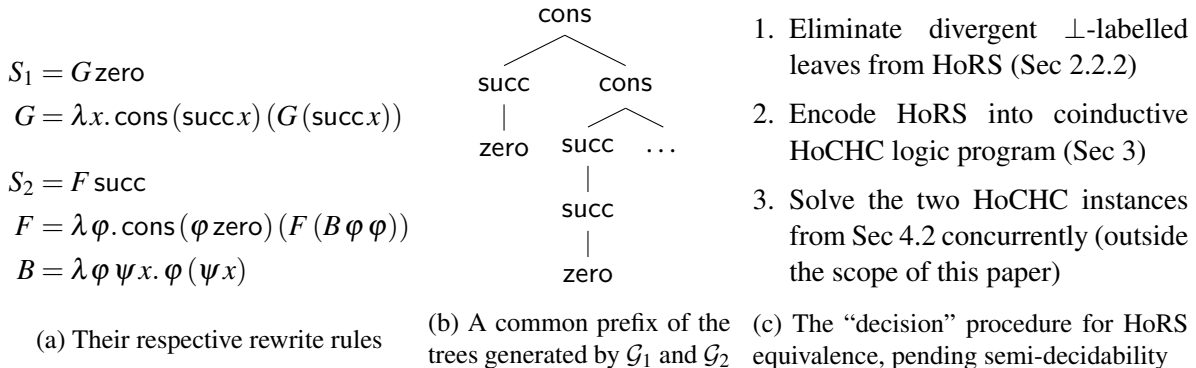 S₁ = G zero
G = λx. cons (succ x) (G (succ x))
S₂ = F succ
F = λφ. cons (φ zero) (F (B φ φ))
B = λφ ψ x. φ (ψ x)
(a) Their respective rewrite rules
cons
succ cons
zero succ ...
succ
zero
(b) A common prefix of the
trees generated by 𝒢₁ and 𝒢₂
1. Eliminate divergent ⊥-labelled
leaves from HoRS (Sec 2.2.2)
2. Encode HoRS into coinductive
HoCHC logic program (Sec 3)
3. Solve the two HoCHC instances
from Sec 4.2 concurrently (outside
the scope of this paper)
(c) The “decision” procedure for HoRS
equivalence, pending semi-decidability